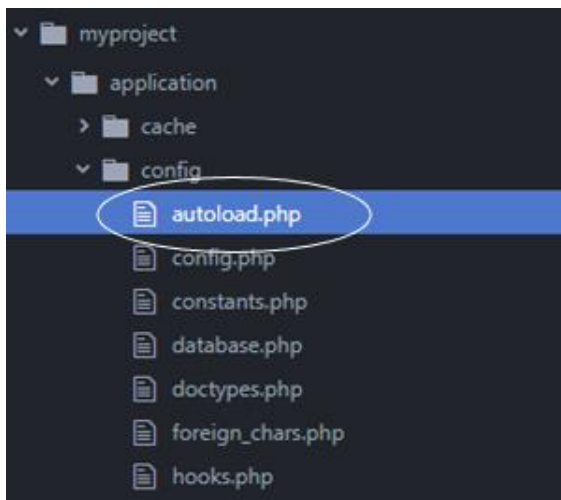 myproject
application
cache
config
autoload.php
config.php
constants.php
database.php
doctypes.php
foreign_chars.php
hooks.php